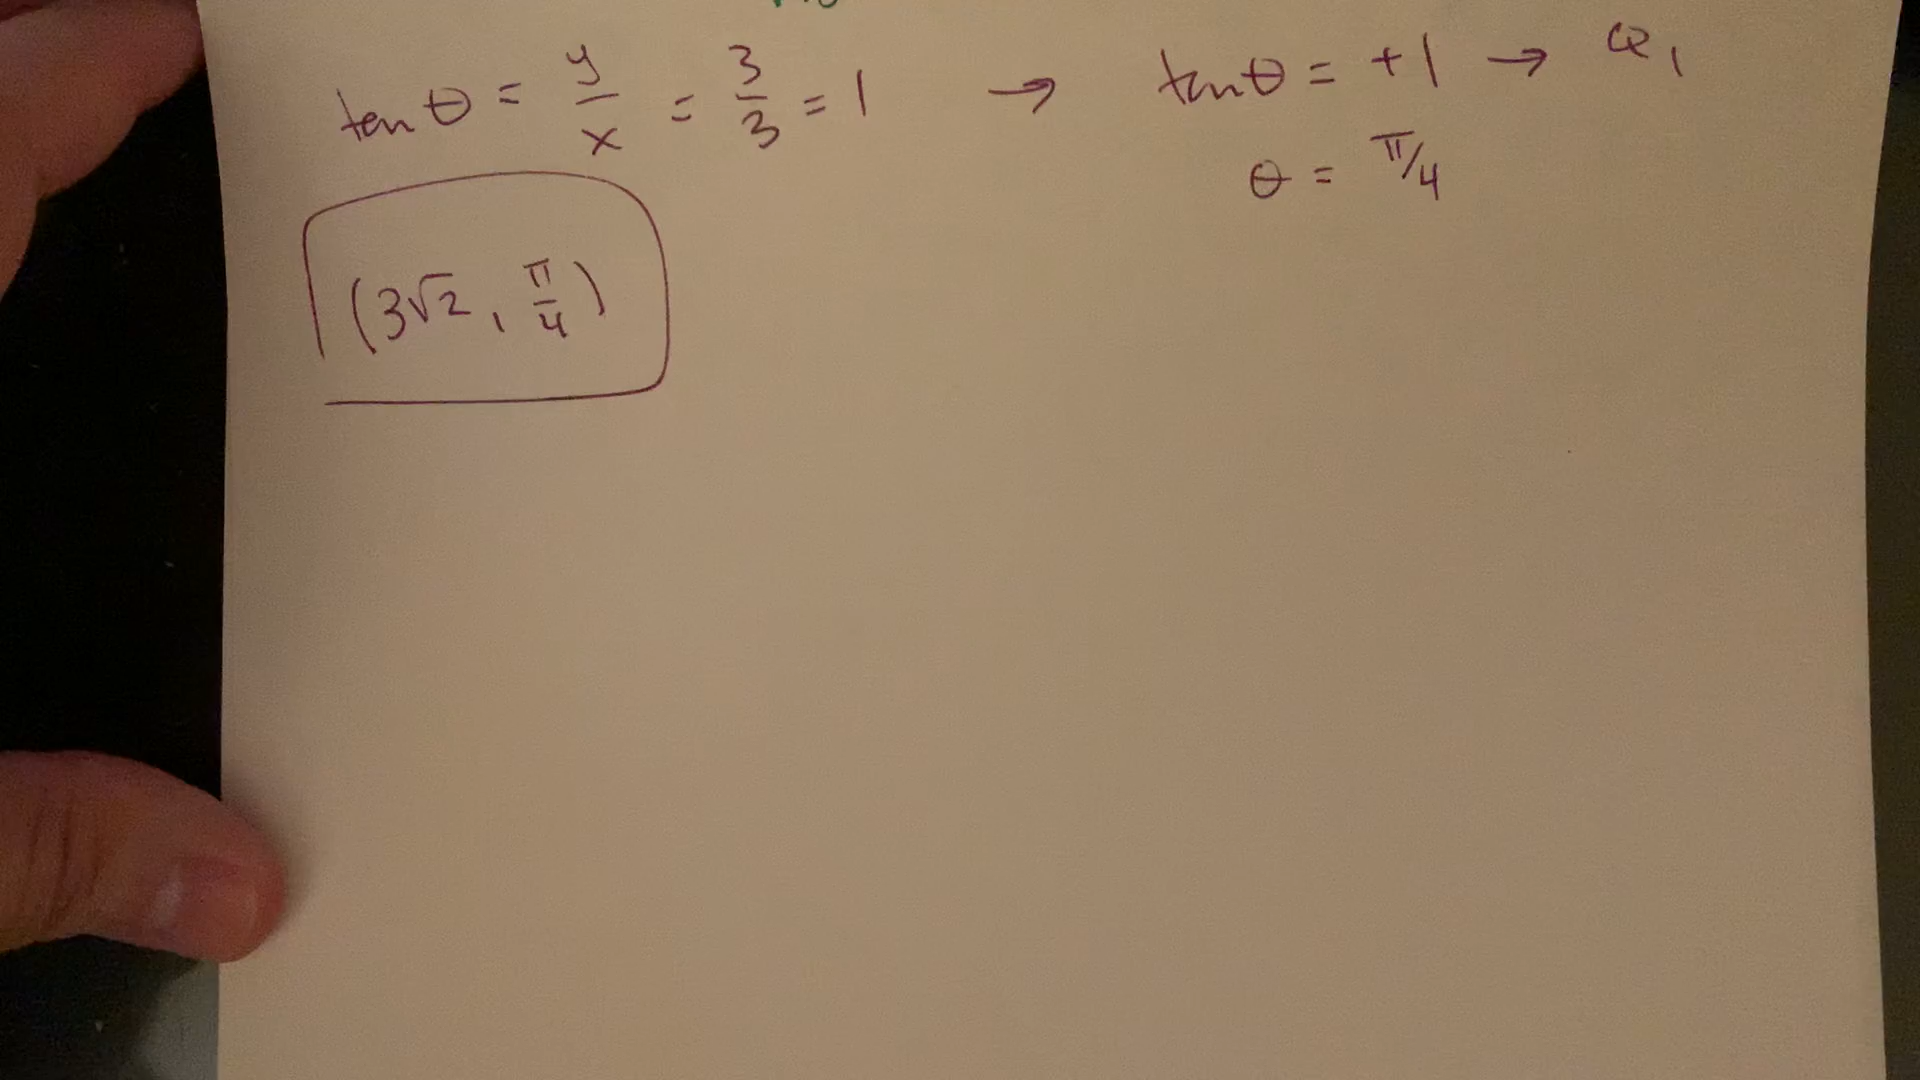 tan θ = y/x = 3/3 = 1 → tan θ = +1 → Q1
θ = π/4
(3√2, π/4)